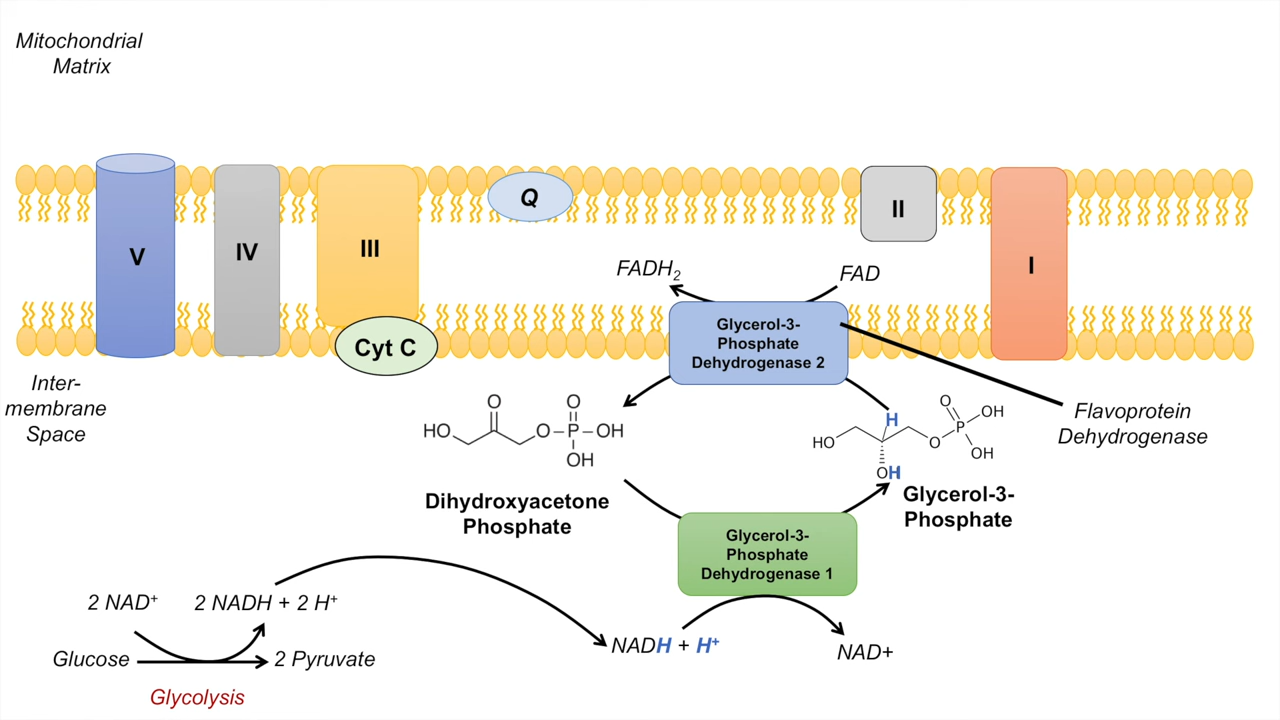 Mitochondrial
Matrix
V
IV
III
Q
II
I
Cyt C
FADH₂
FAD
Glycerol-3-
Phosphate
Dehydrogenase 2
Inter-
membrane
Space
Flavoprotein
Dehydrogenase
HO
O
O
O
P
OH
OH
HO
H
OH
O
O
P
OH
OH
Dihydroxyacetone
Phosphate
Glycerol-3-
Phosphate
Glycerol-3-
Phosphate
Dehydrogenase 1
2 NAD⁺
2 NADH + 2 H⁺
NADH + H⁺
NAD+
Glucose
2 Pyruvate
Glycolysis